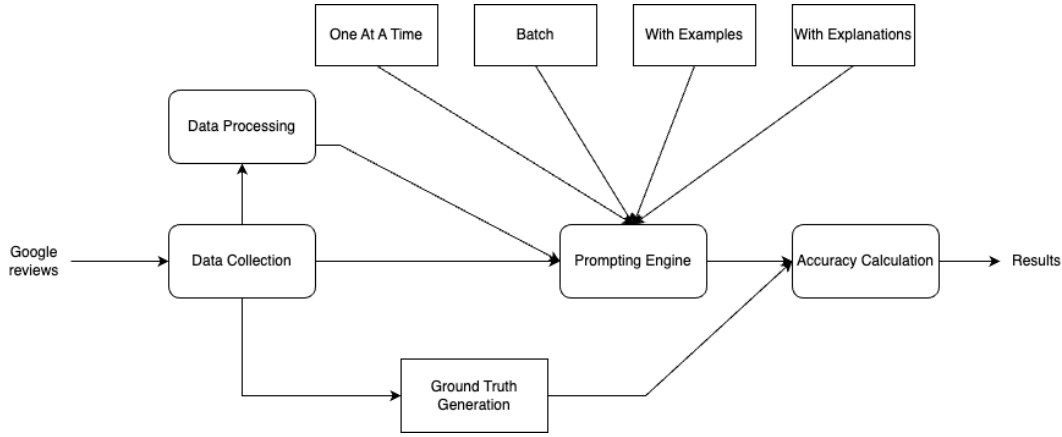 One At A Time
Batch
With Examples
With Explanations
Data Processing
Google
reviews
Data Collection
Prompting Engine
Accuracy Calculation
Results
Ground Truth
Generation